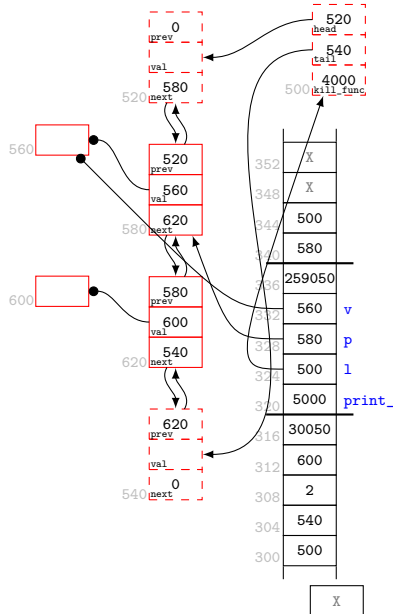 0
prev
val
580
520 next
520
head
540
tail
4000
500 kill_func
560
520
prev
560
val
620
580 next
600
580
prev
600
val
540
620 next
620
prev
val
0
540 next
352 X
348 X
344 500
340 580
336 259050
332 560 v
328 580 p
324 500 l
320 5000 print_
316 30050
312 600
308 2
304 540
300 500
X